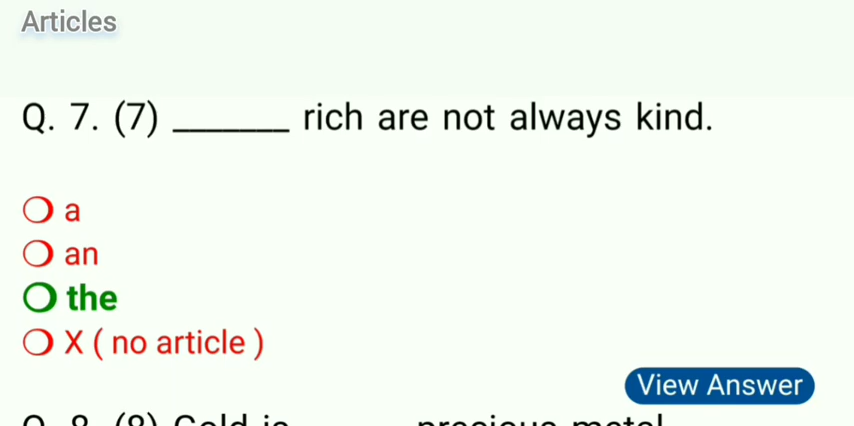 Articles
Q. 7. (7) ______ rich are not always kind.
a
an
the
X ( no article )
View Answer